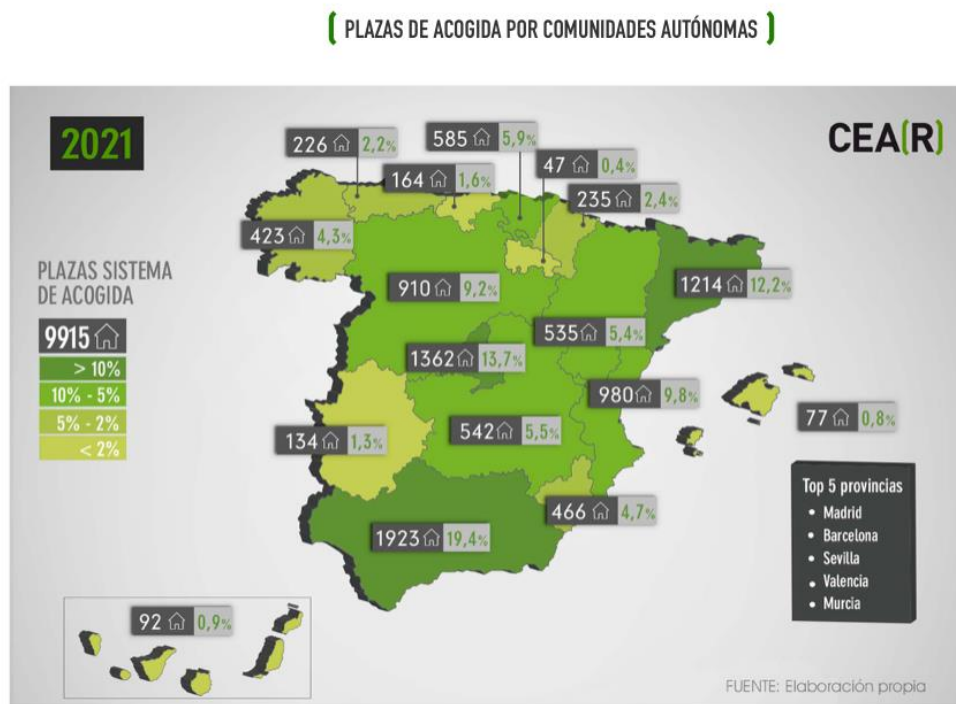 ( PLAZAS DE ACOGIDA POR COMUNIDADES AUTÓNOMAS )
2021
CEA(R)
226 2,2%
585 5,9%
47 0,4%
164 1,6%
235 2,4%
423 4,3%
PLAZAS SISTEMA
DE ACOGIDA
9915
> 10%
10% - 5%
5% - 2%
< 2%
910 9,2%
1214 12,2%
535 5,4%
1362 13,7%
980 9,8%
77 0,8%
134 1,3%
542 5,5%
466 4,7%
1923 19,4%
Top 5 provincias
• Madrid
• Barcelona
• Sevilla
• Valencia
• Murcia
92 0,9%
FUENTE: Elaboración propia